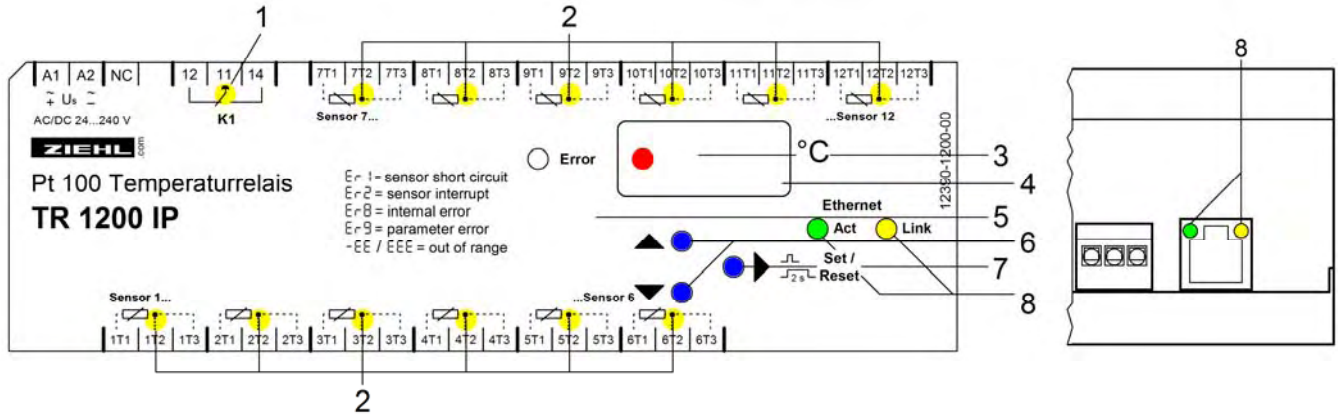 1
2
8
A1 A2 NC 12 11 14 7T1 7T2 7T3 8T1 8T2 8T3 9T1 9T2 9T3 10T1 10T2 10T3 11T1 11T2 11T3 12T1 12T2 12T3
~ + Us ~ -
AC/DC 24...240 V
K1
Sensor 7...
...Sensor 12
ZIEHL.com
Pt 100 Temperaturrelais
TR 1200 IP
Error
°C
12390-1200-00
3
4
Er1 = sensor short circuit
Er2 = sensor interrupt
Er8 = internal error
Er9 = parameter error
-EE / EEE = out of range
Ethernet
Act
Link
5
6
Set /
Reset
2 s
7
8
Sensor 1...
...Sensor 6
1T1 1T2 1T3 2T1 2T2 2T3 3T1 3T2 3T3 4T1 4T2 4T3 5T1 5T2 5T3 6T1 6T2 6T3
2